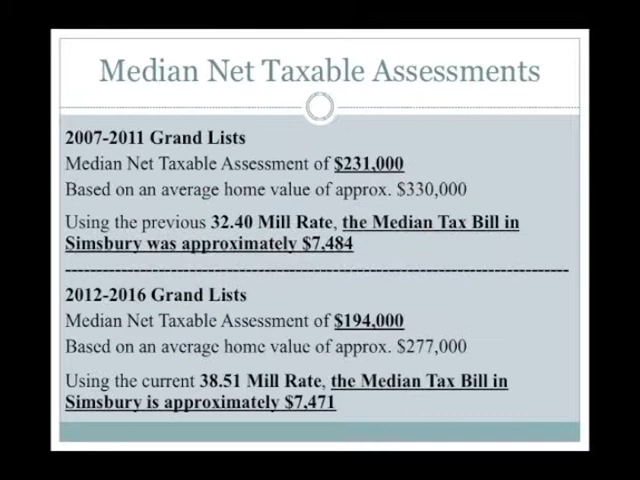 Median Net Taxable Assessments
2007-2011 Grand Lists
Median Net Taxable Assessment of $231,000
Based on an average home value of approx. $330,000
Using the previous 32.40 Mill Rate, the Median Tax Bill in
Simsbury was approximately $7,484
--------------------------------------------------------------------------------
2012-2016 Grand Lists
Median Net Taxable Assessment of $194,000
Based on an average home value of approx. $277,000
Using the current 38.51 Mill Rate, the Median Tax Bill in
Simsbury is approximately $7,471